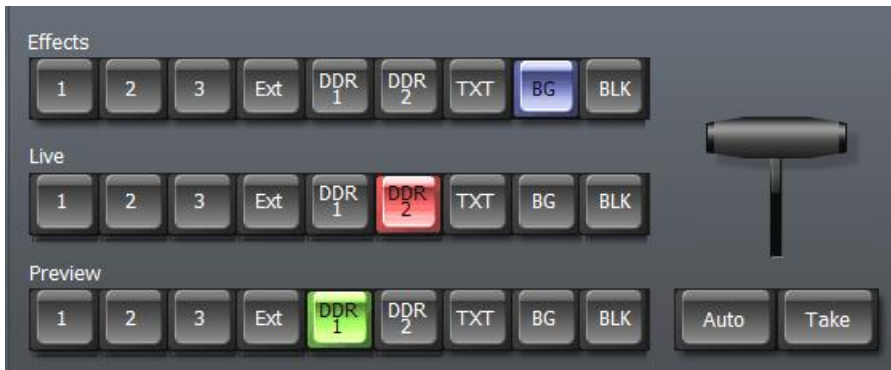 Effects
1 2 3 Ext DDR 1 DDR 2 TXT BG BLK
Live
1 2 3 Ext DDR 1 DDR 2 TXT BG BLK
Preview
1 2 3 Ext DDR 1 DDR 2 TXT BG BLK
Auto Take